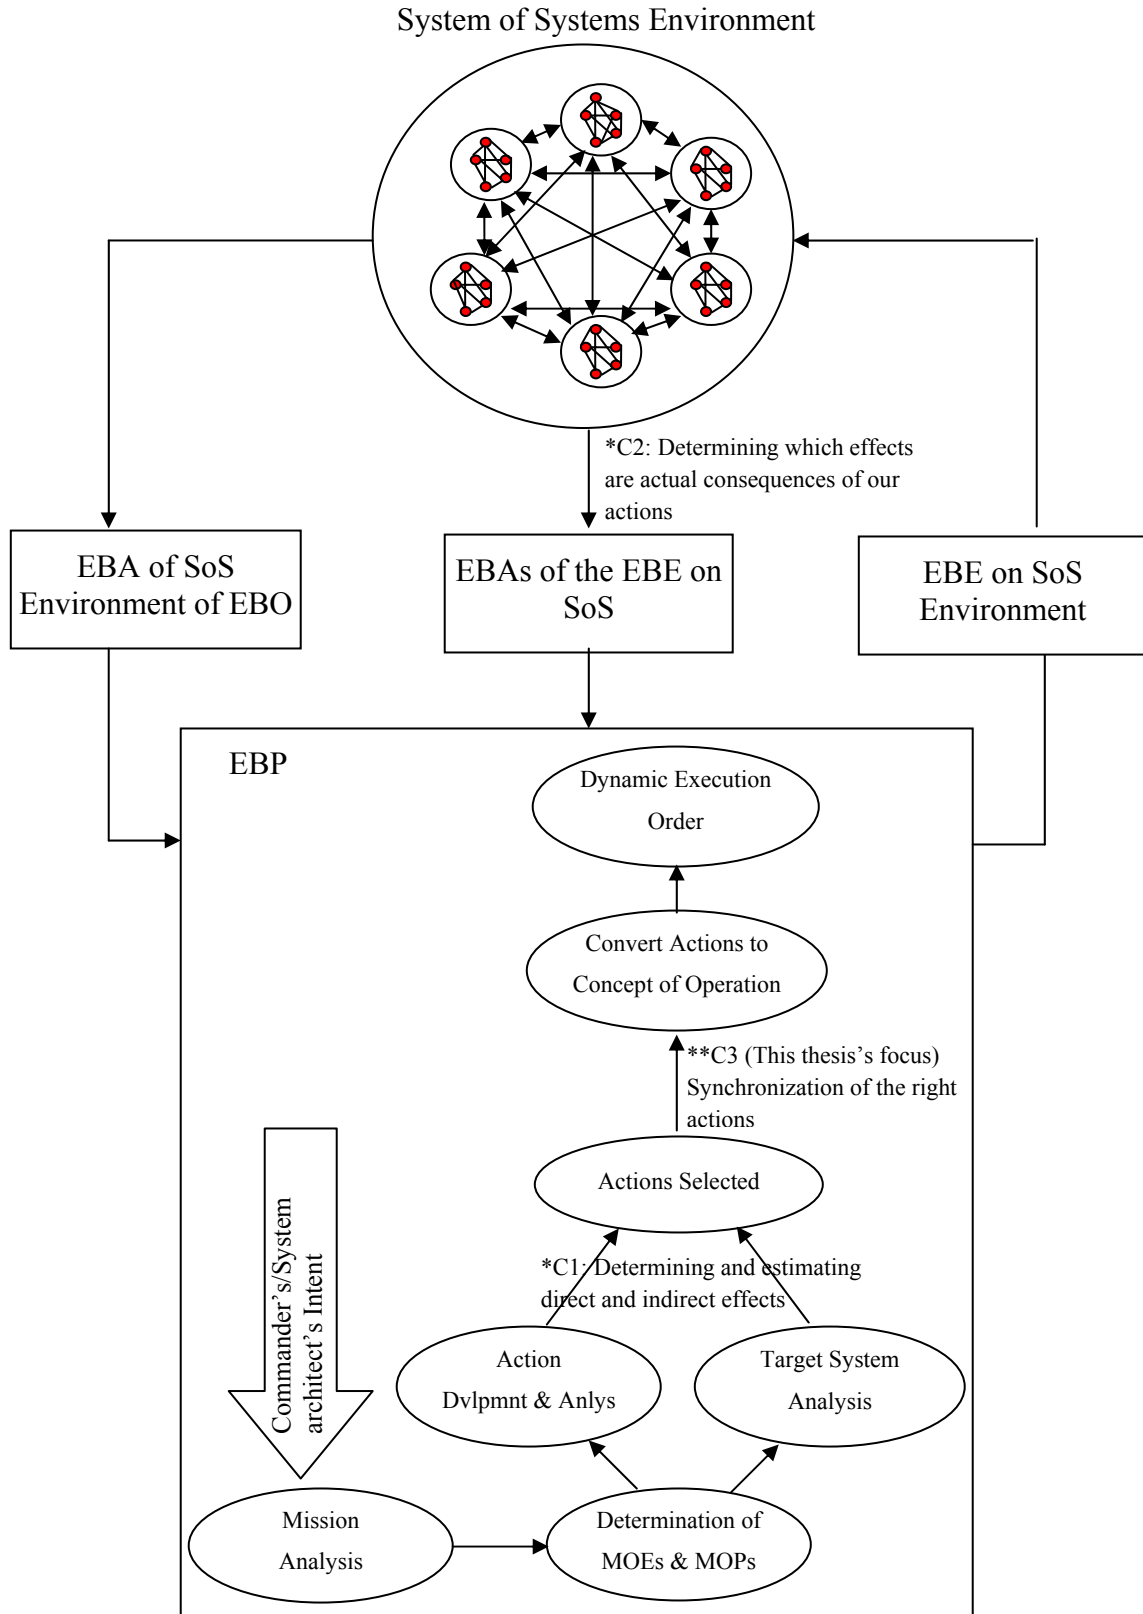 System of Systems Environment
*C2: Determining which effects
are actual consequences of our
actions
EBA of SoS
Environment of EBO
EBAs of the EBE on
SoS
EBE on SoS
Environment
EBP
Dynamic Execution
Order
Convert Actions to
Concept of Operation
**C3 (This thesis’s focus)
Synchronization of the right
actions
Actions Selected
*C1: Determining and estimating
direct and indirect effects
Commander’s/System
architect’s Intent
Action
Dvlpmnt & Anlys
Target System
Analysis
Mission
Analysis
Determination of
MOEs & MOPs